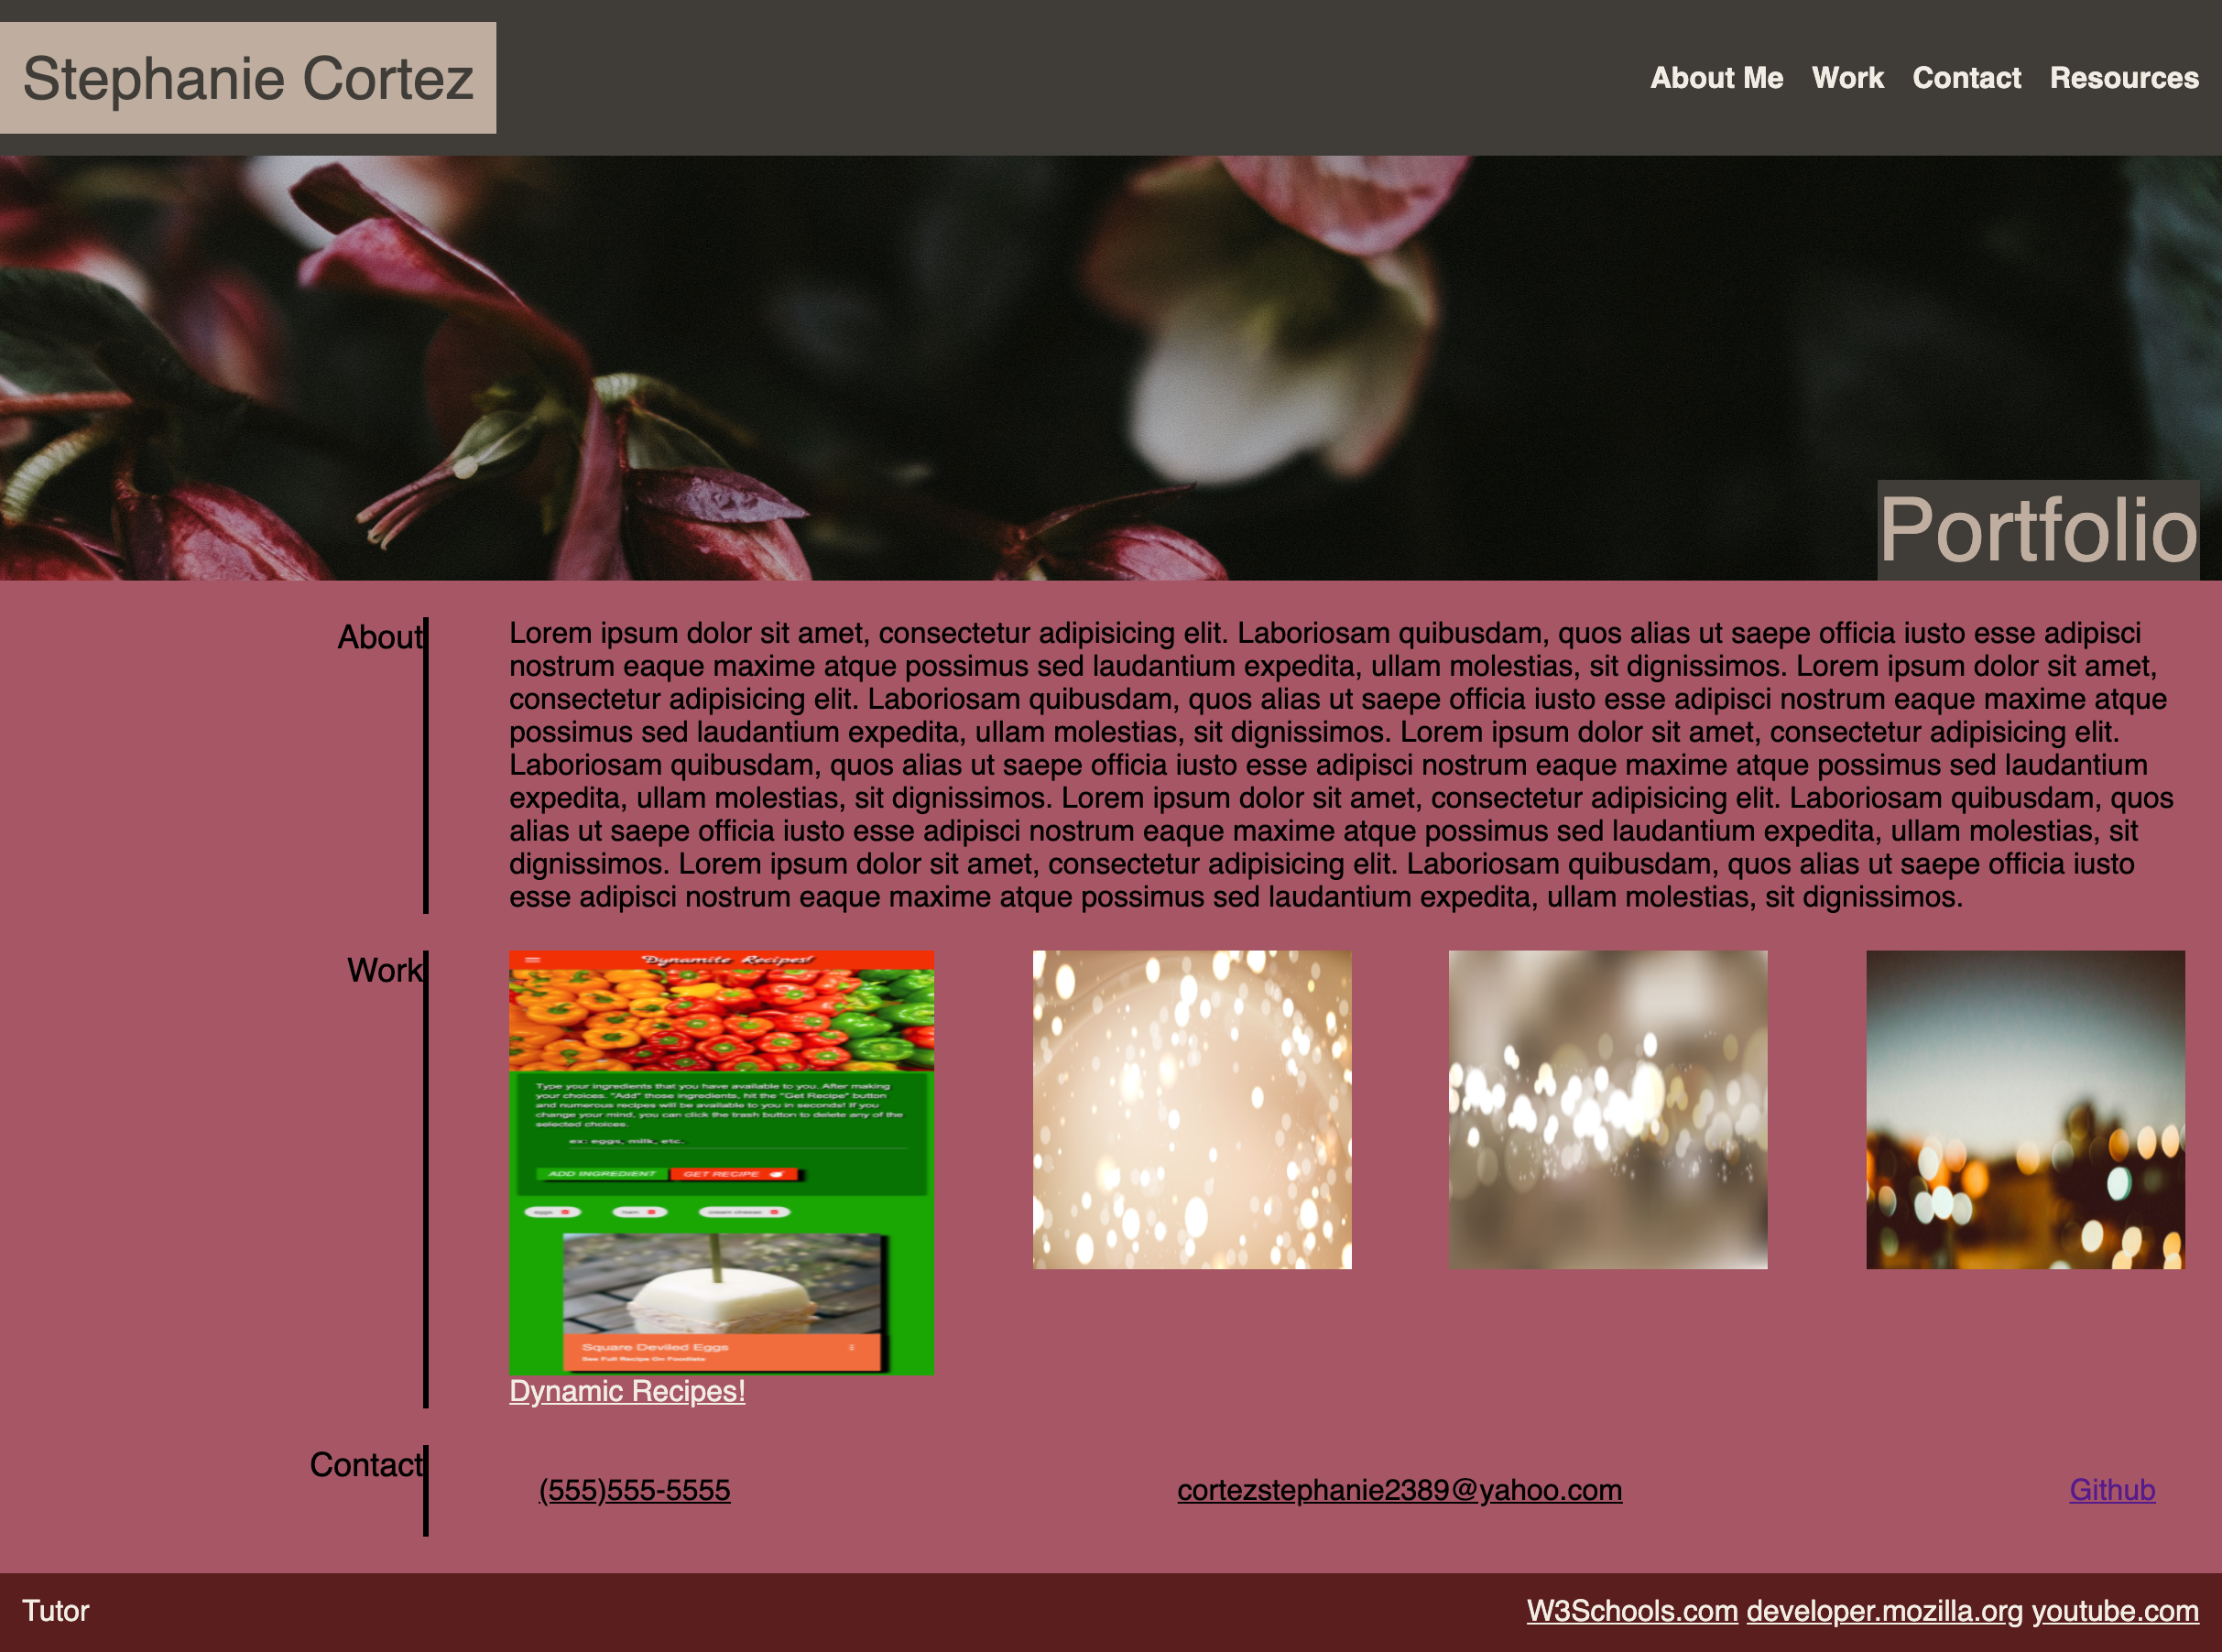 Stephanie Cortez
About Me Work Contact Resources
Portfolio
About
Lorem ipsum dolor sit amet, consectetur adipisicing elit. Laboriosam quibusdam, quos alias ut saepe officia iusto esse adipisci
nostrum eaque maxime atque possimus sed laudantium expedita, ullam molestias, sit dignissimos. Lorem ipsum dolor sit amet,
consectetur adipisicing elit. Laboriosam quibusdam, quos alias ut saepe officia iusto esse adipisci nostrum eaque maxime atque
possimus sed laudantium expedita, ullam molestias, sit dignissimos. Lorem ipsum dolor sit amet, consectetur adipisicing elit.
Laboriosam quibusdam, quos alias ut saepe officia iusto esse adipisci nostrum eaque maxime atque possimus sed laudantium
expedita, ullam molestias, sit dignissimos. Lorem ipsum dolor sit amet, consectetur adipisicing elit. Laboriosam quibusdam, quos
alias ut saepe officia iusto esse adipisci nostrum eaque maxime atque possimus sed laudantium expedita, ullam molestias, sit
dignissimos. Lorem ipsum dolor sit amet, consectetur adipisicing elit. Laboriosam quibusdam, quos alias ut saepe officia iusto
esse adipisci nostrum eaque maxime atque possimus sed laudantium expedita, ullam molestias, sit dignissimos.
Work
Dynamite Recipes!
Type your ingredients that you have available to you. After making
your choices. "Add" those ingredients, hit the "Get Recipe" button
and numerous recipes will be available to you in seconds! If you
change your mind, you can click the trash button to delete any of the
selected choices.
ex: eggs, milk, etc.
ADD INGREDIENT GET RECIPE
eggs ham cream cheese
Square Deviled Eggs
See Full Recipe On Foodista
Dynamic Recipes!
Contact
(555)555-5555 cortezstephanie2389@yahoo.com Github
Tutor W3Schools.com developer.mozilla.org youtube.com